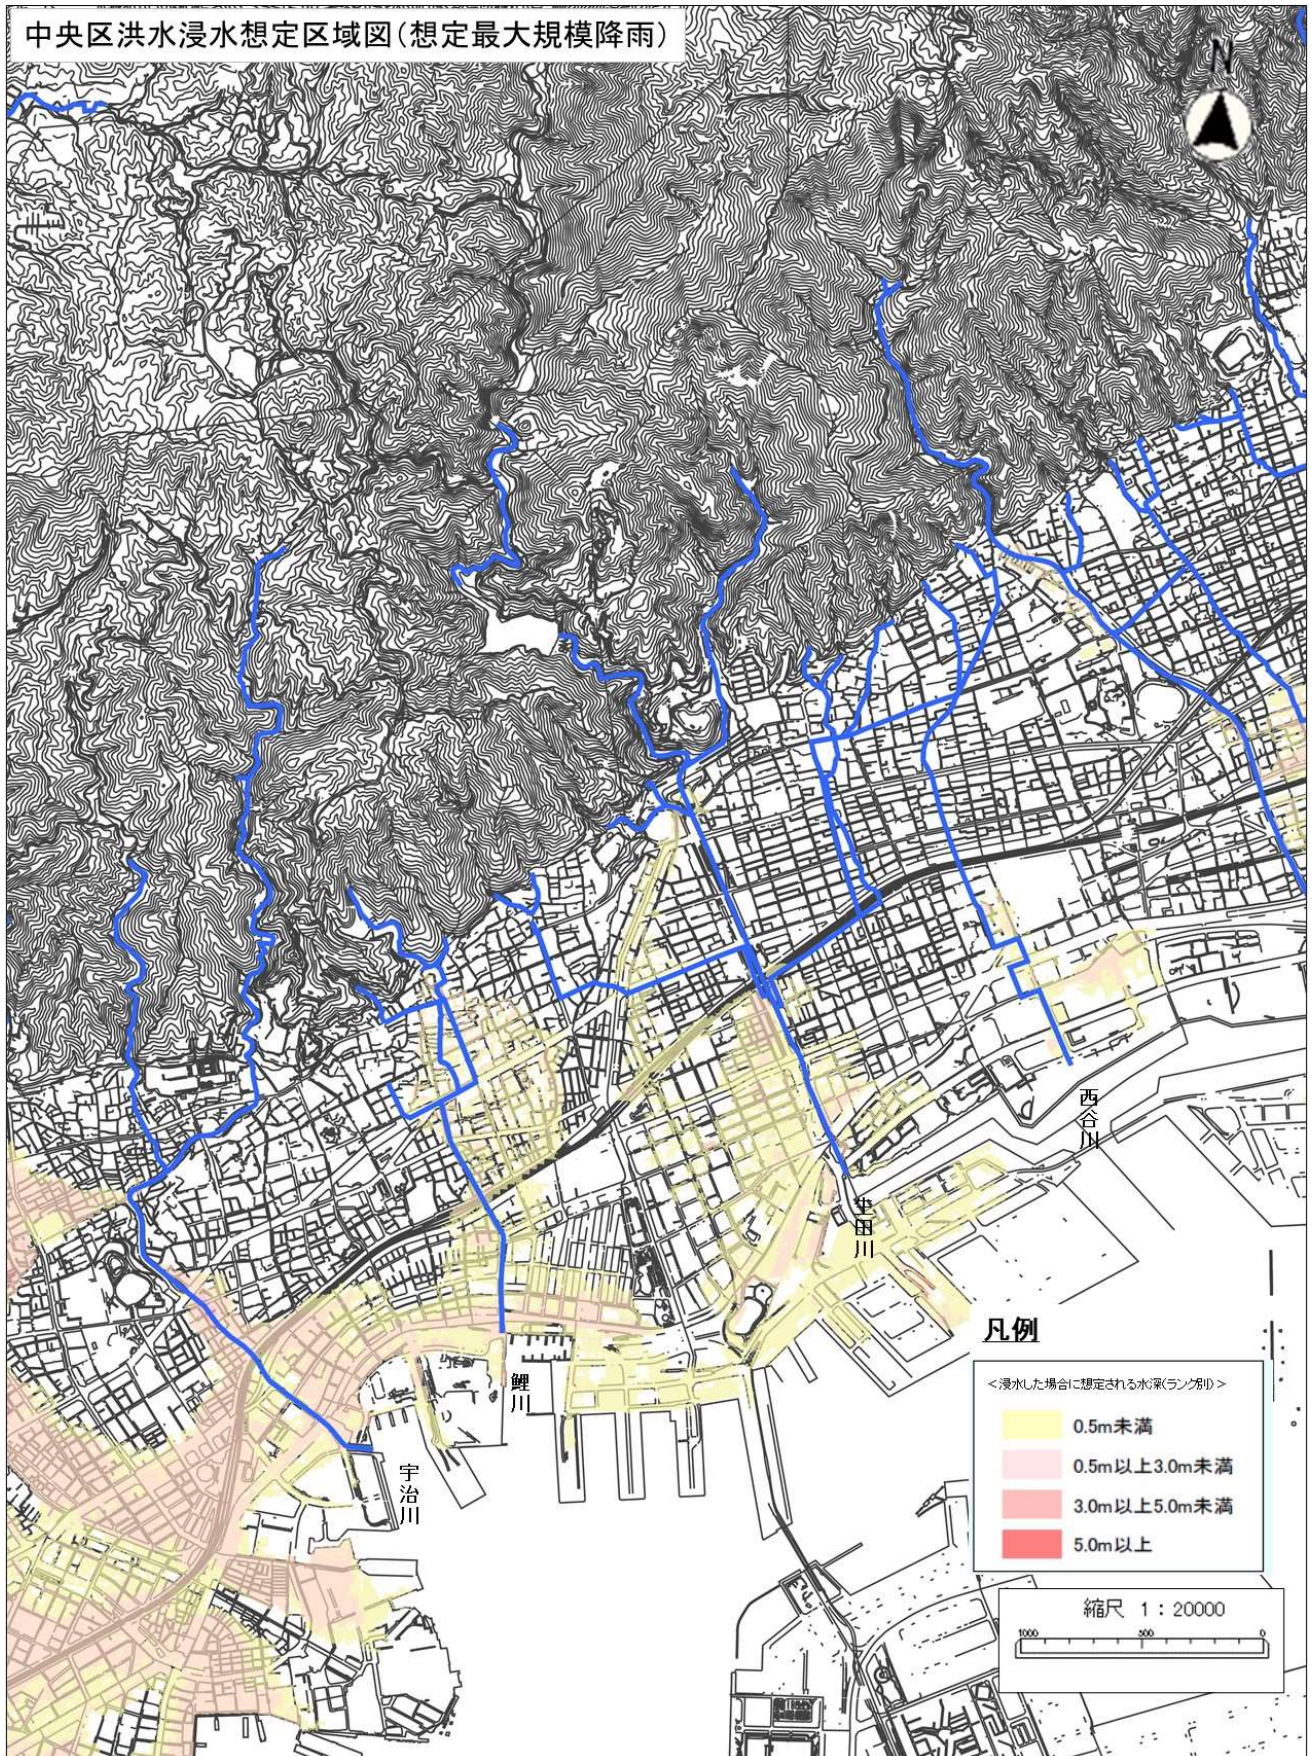 中央区洪水浸水想定区域図(想定最大規模降雨)
N
西谷川
生田川
鯉川
宇治川
凡例
<浸水した場合に想定される水深(ランク別)>
0.5m未満
0.5m以上3.0m未満
3.0m以上5.0m未満
5.0m以上
縮尺 1:20000
1000 500 0